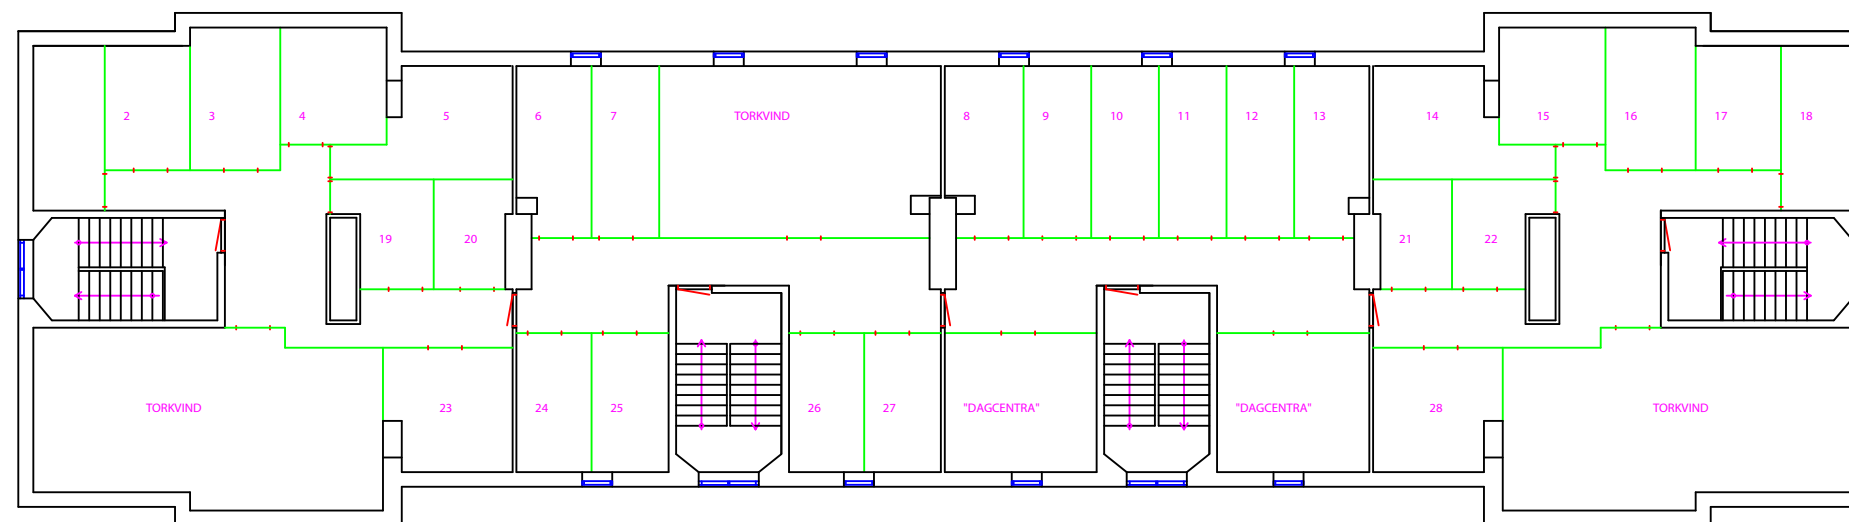 2 3 4 5 6 7 TORKVIND 8 9 10 11 12 13 14 15 16 17 18
19 20 21 22
TORKVIND 23 24 25 26 27 "DAGCENTRA" "DAGCENTRA" 28 TORKVIND